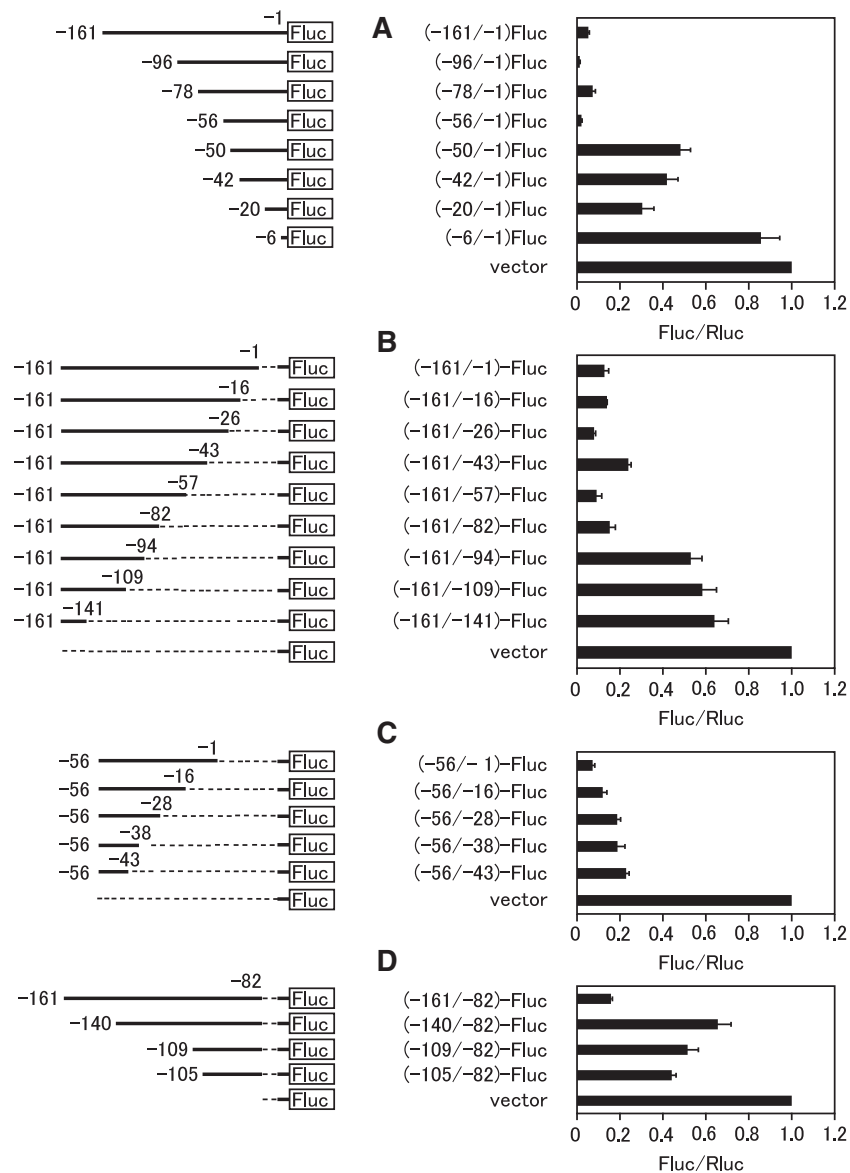 A
-161 -1 Fluc (-161/-1)Fluc
-96 Fluc (-96/-1)Fluc
-78 Fluc (-78/-1)Fluc
-56 Fluc (-56/-1)Fluc
-50 Fluc (-50/-1)Fluc
-42 Fluc (-42/-1)Fluc
-20 Fluc (-20/-1)Fluc
-6 Fluc (-6/-1)Fluc
vector
0 0.2 0.4 0.6 0.8 1.0 1.2
Fluc/Rluc
B
-161 -1 Fluc (-161/-1)-Fluc
-161 -16 Fluc (-161/-16)-Fluc
-161 -26 Fluc (-161/-26)-Fluc
-161 -43 Fluc (-161/-43)-Fluc
-161 -57 Fluc (-161/-57)-Fluc
-161 -82 Fluc (-161/-82)-Fluc
-161 -94 Fluc (-161/-94)-Fluc
-161 -109 Fluc (-161/-109)-Fluc
-161 -141 Fluc (-161/-141)-Fluc
Fluc vector
0 0.2 0.4 0.6 0.8 1.0 1.2
Fluc/Rluc
C
-56 -1 Fluc (-56/- 1)-Fluc
-56 -16 Fluc (-56/-16)-Fluc
-56 -28 Fluc (-56/-28)-Fluc
-56 -38 Fluc (-56/-38)-Fluc
-56 -43 Fluc (-56/-43)-Fluc
Fluc vector
0 0.2 0.4 0.6 0.8 1.0 1.2
Fluc/Rluc
D
-161 -82 Fluc (-161/-82)-Fluc
-140 Fluc (-140/-82)-Fluc
-109 Fluc (-109/-82)-Fluc
-105 Fluc (-105/-82)-Fluc
Fluc vector
0 0.2 0.4 0.6 0.8 1.0 1.2
Fluc/Rluc